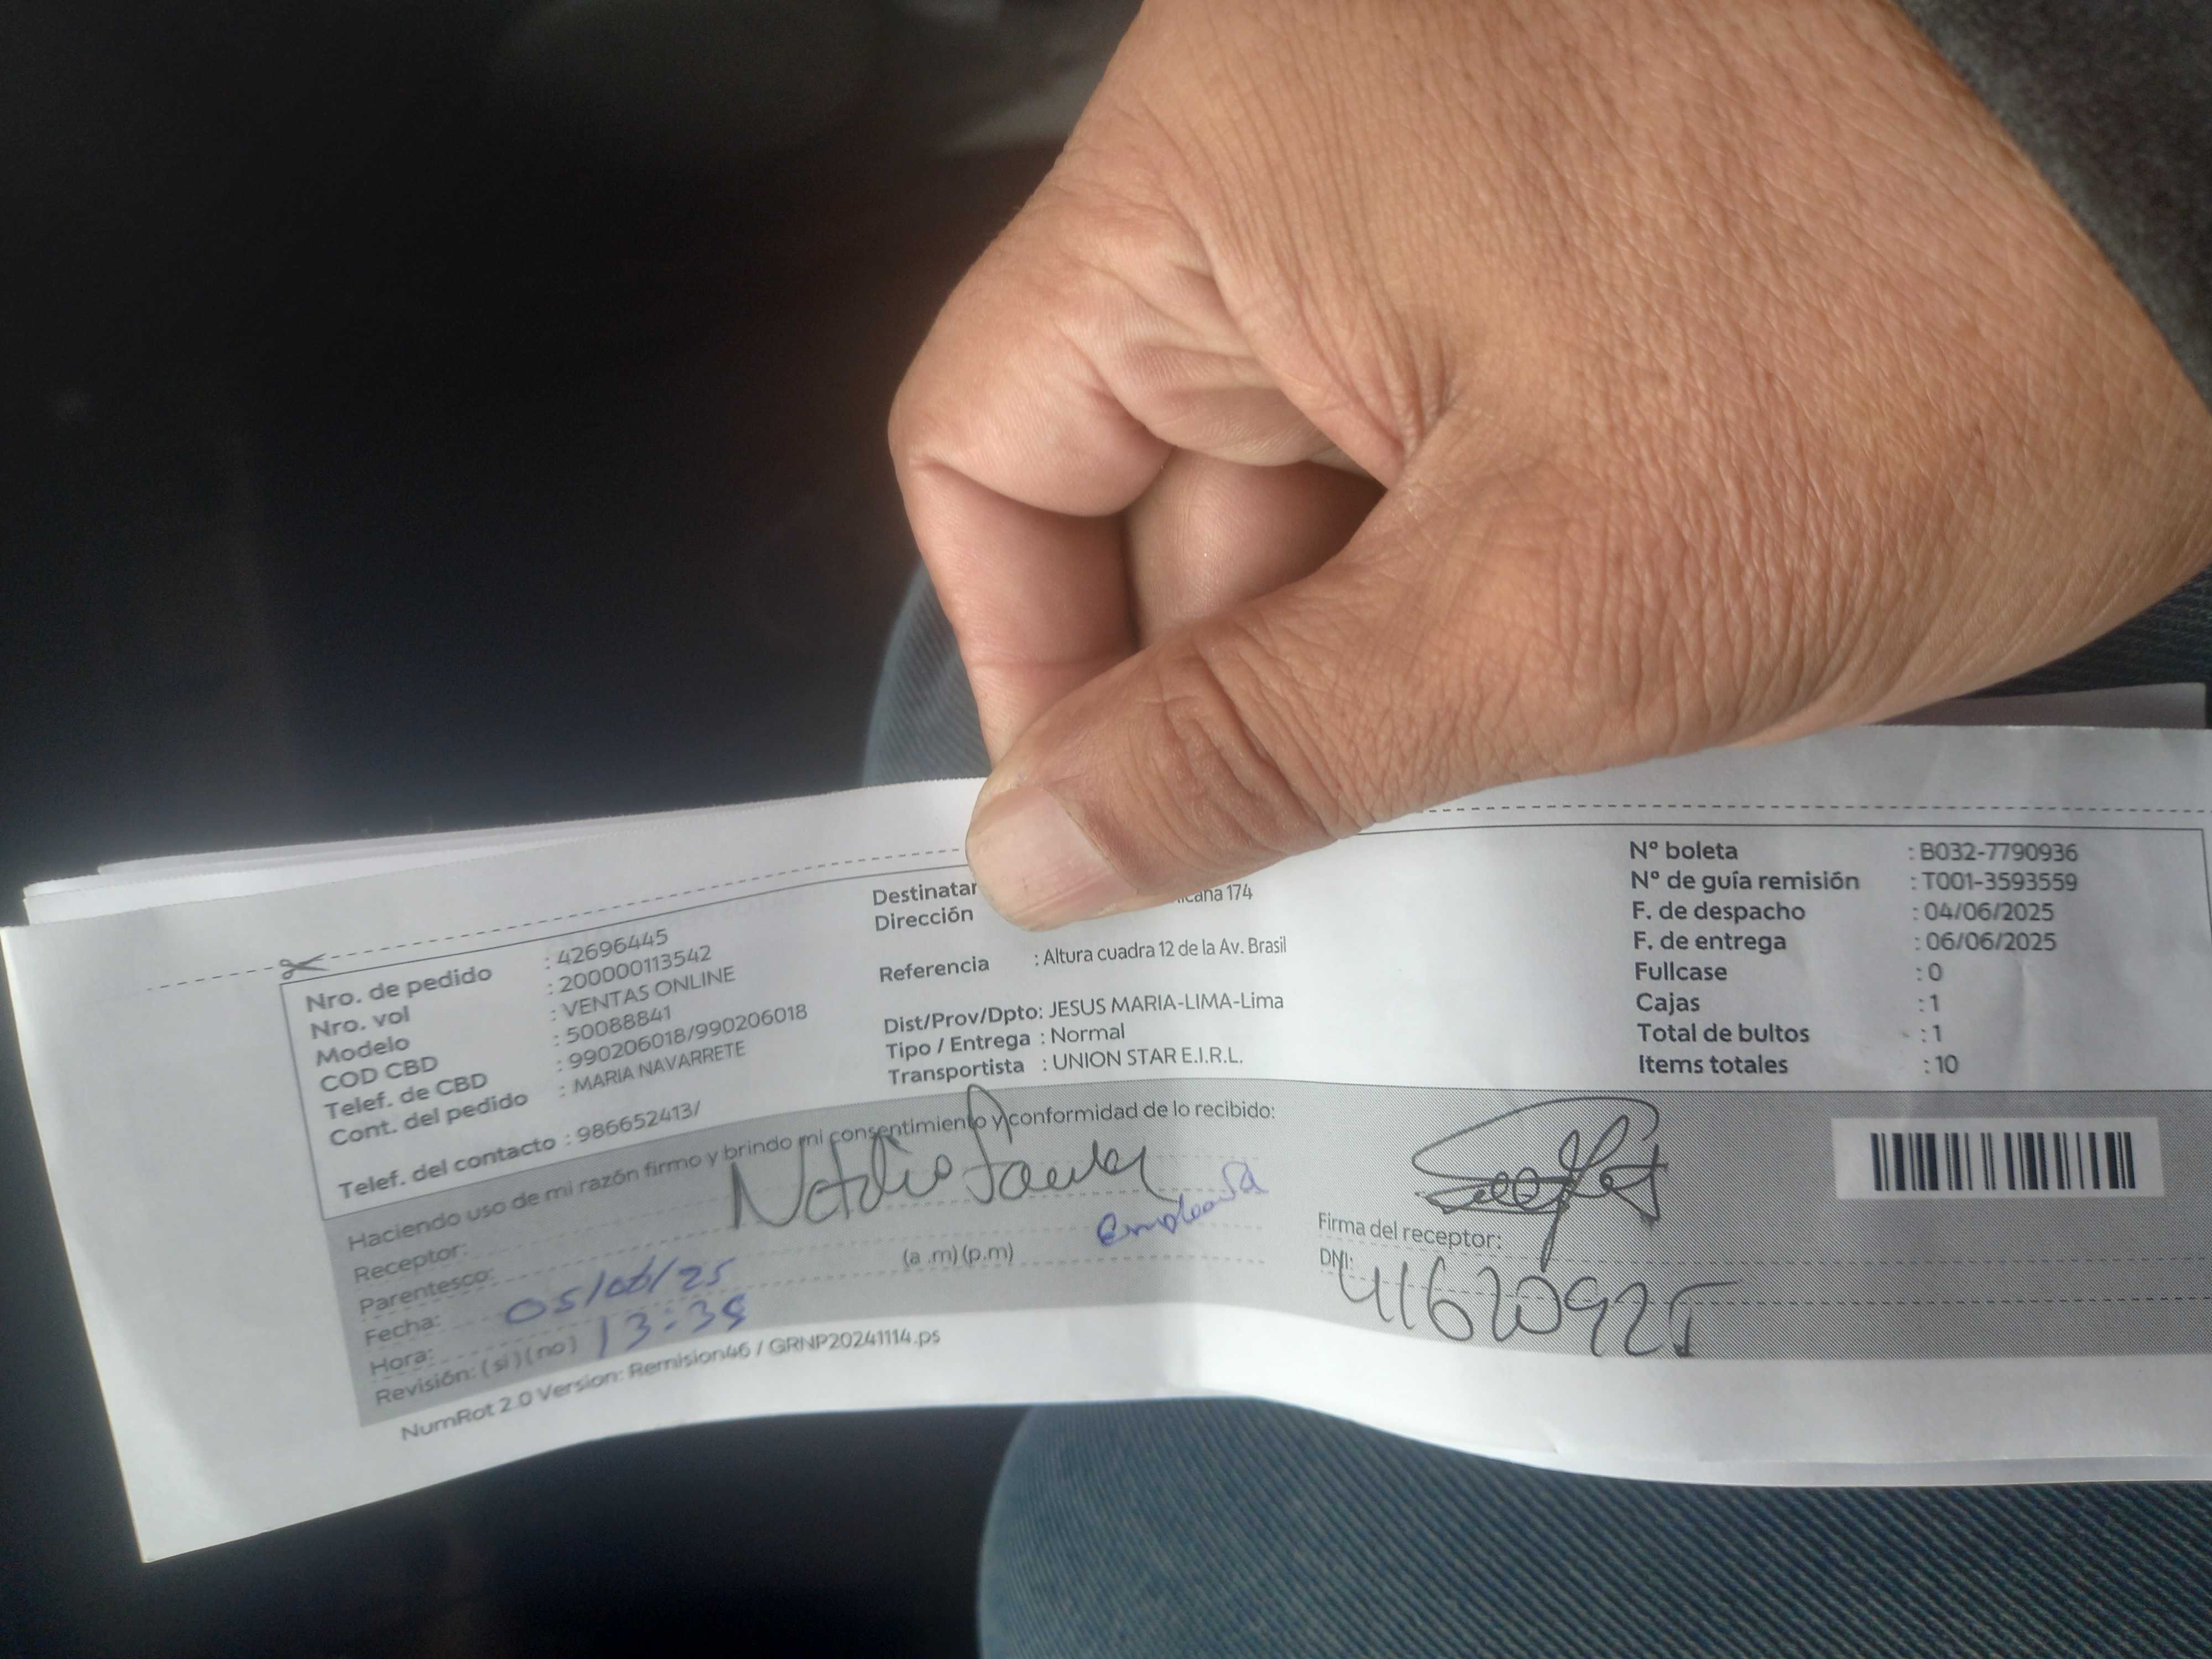 Nro. de pedido : 42696445
Nro. vol : 200000113542
Modelo : VENTAS ONLINE
COD CBD : 50088841
Telef. de CBD : 990206018/990206018
Cont. del pedido : MARIA NAVARRETE
Telef. del contacto : 986652413/
Destinatar
Dirección 174
Referencia : Altura cuadra 12 de la Av. Brasil
Dist/Prov/Dpto: JESUS MARIA-LIMA-Lima
Tipo / Entrega : Normal
Transportista : UNION STAR E.I.R.L.
N° boleta : B032-7790936
N° de guía remisión : T001-3593559
F. de despacho : 04/06/2025
F. de entrega : 06/06/2025
Fullcase : 0
Cajas : 1
Total de bultos : 1
Items totales : 10
Haciendo uso de mi razón firmo y brindo mi consentimiento y conformidad de lo recibido:
Receptor:
Parentesco: Empleada
Fecha: 05/06/25 (a.m) (p.m)
Hora: 13:38
Revisión: (si) (no)
Firma del receptor:
DNI: 41620925
NumRot 2.0 Version: Remision46 / GRNP20241114.ps